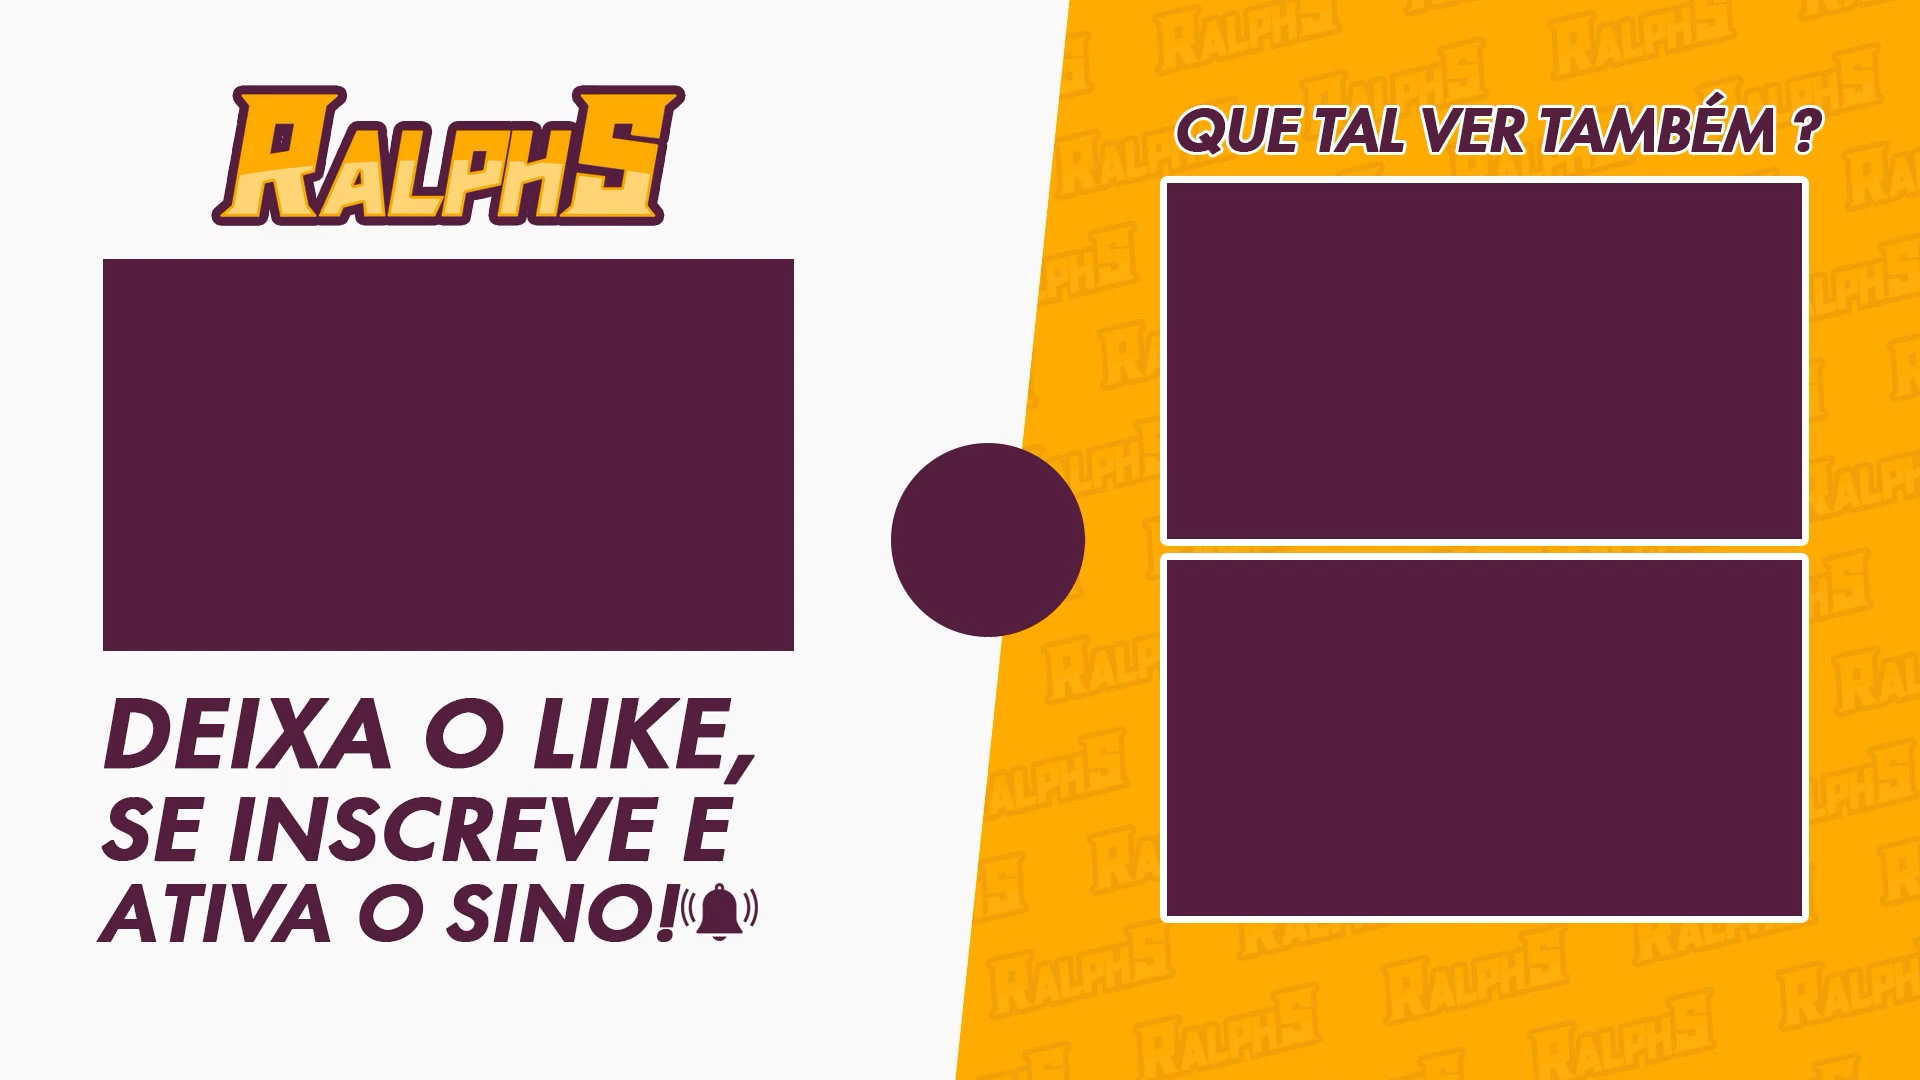 RALPHS
DEIXA O LIKE,
SE INSCREVE E
ATIVA O SINO!
QUE TAL VER TAMBÉM ?